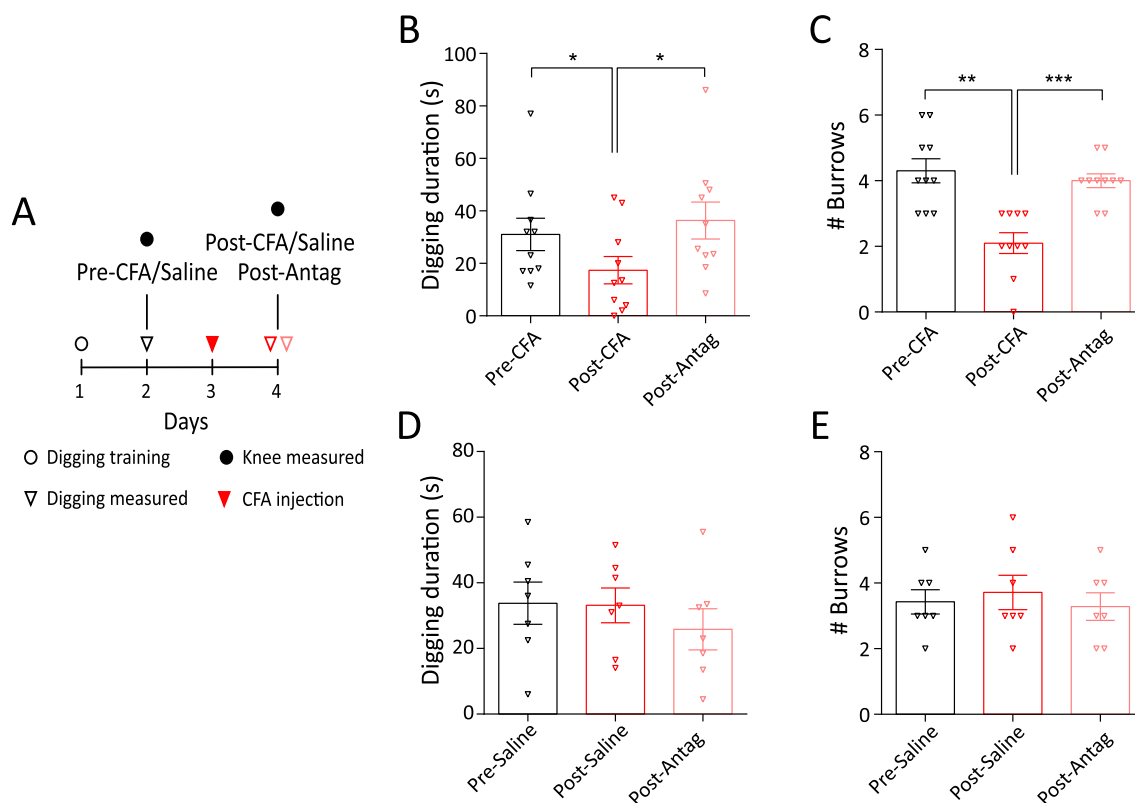 A
Post-CFA/Saline
Pre-CFA/Saline
Post-Antag
1
2
3
4
Days
Digging training
Knee measured
Digging measured
CFA injection
B
Digging duration (s)
100
80
60
40
20
0
*
*
Pre-CFA
Post-CFA
Post-Antag
C
# Burrows
8
6
4
2
0
**
***
Pre-CFA
Post-CFA
Post-Antag
D
Digging duration (s)
80
60
40
20
0
Pre-Saline
Post-Saline
Post-Antag
E
# Burrows
8
6
4
2
0
Pre-Saline
Post-Saline
Post-Antag